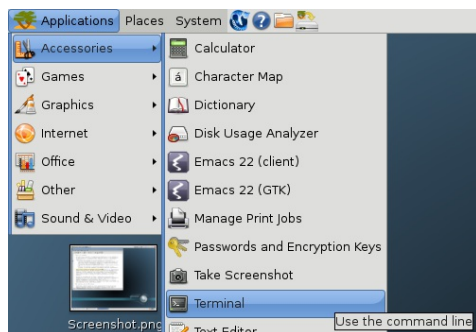 Applications Places System
Accessories
Games
Graphics
Internet
Office
Other
Sound & Video
Calculator
á Character Map
Dictionary
Disk Usage Analyzer
Emacs 22 (client)
Emacs 22 (GTK)
Manage Print Jobs
Passwords and Encryption Keys
Take Screenshot
Terminal
Text Editor
Use the command line
Screenshot.png